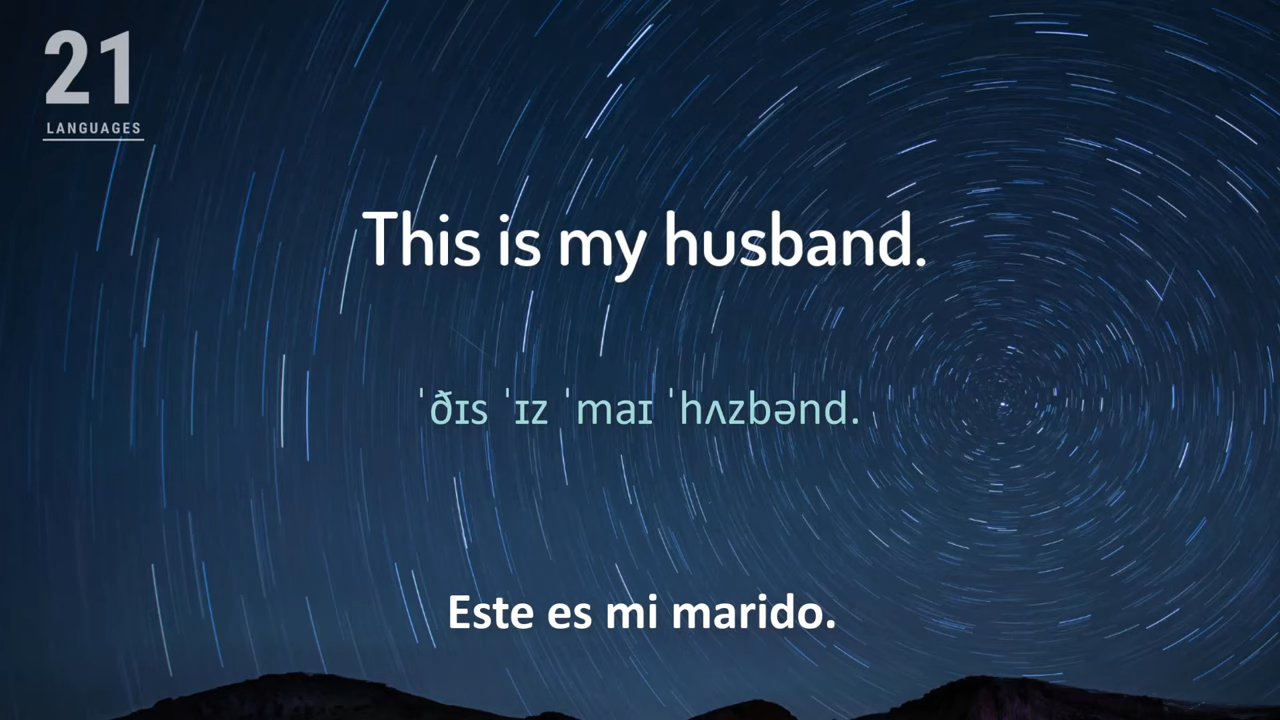 21
LANGUAGES
This is my husband.
ˈðɪs ˈɪz ˈmaɪ ˈhʌzbənd.
Este es mi marido.